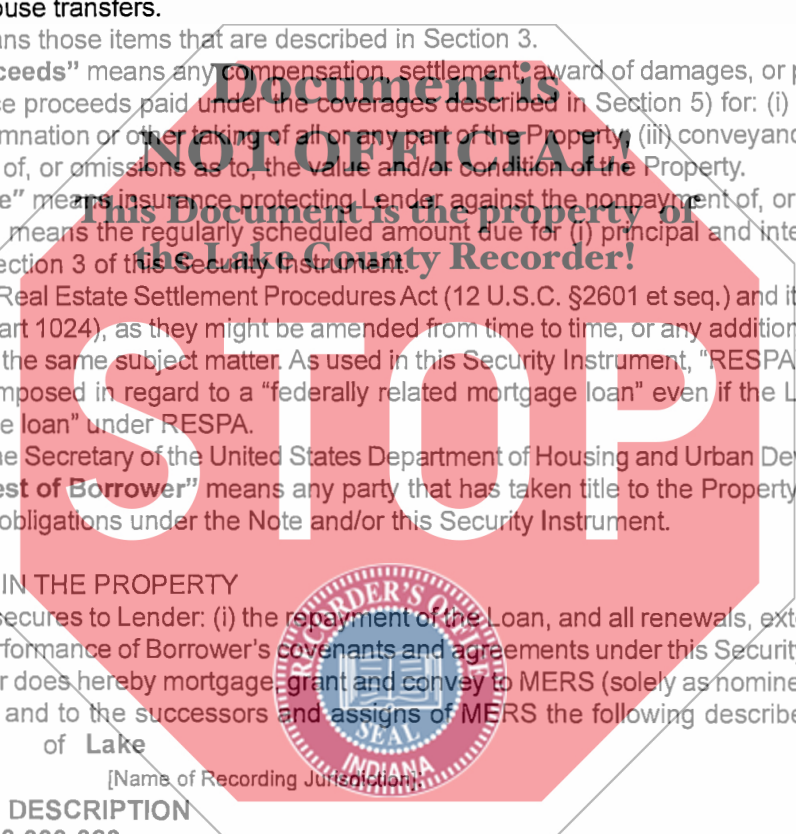 ouse transfers.
ans those items that are described in Section 3.
ceeds” means any compensation, settlement, award of damages, or p
Document is
ce proceeds paid under the coverages described in Section 5) for: (i)
mnation or other taking of all or any part of the Property; (iii) conveyanc
NOT OFFICIAL!
of, or omissions as to, the value and/or condition of the Property.
e” means insurance protecting Lender against the nonpayment of, or
This Document is the property of
means the regularly scheduled amount due for (i) principal and inte
ection 3 of this Security Instrument.
the Lake County Recorder!
Real Estate Settlement Procedures Act (12 U.S.C. §2601 et seq.) and it
art 1024), as they might be amended from time to time, or any addition
the same subject matter. As used in this Security Instrument, “RESPA
mposed in regard to a “federally related mortgage loan” even if the L
e loan” under RESPA.
STOP
he Secretary of the United States Department of Housing and Urban De
est of Borrower” means any party that has taken title to the Property
obligations under the Note and/or this Security Instrument.
IN THE PROPERTY
secures to Lender: (i) the repayment of the Loan, and all renewals, ext
rformance of Borrower’s covenants and agreements under this Securit
r does hereby mortgage, grant and convey to MERS (solely as nomine
and to the successors and assigns of MERS the following describe
RECORDER'S OFFICE
SEAL
INDIANA
of Lake
[Name of Recording Jurisdiction]:
DESCRIPTION